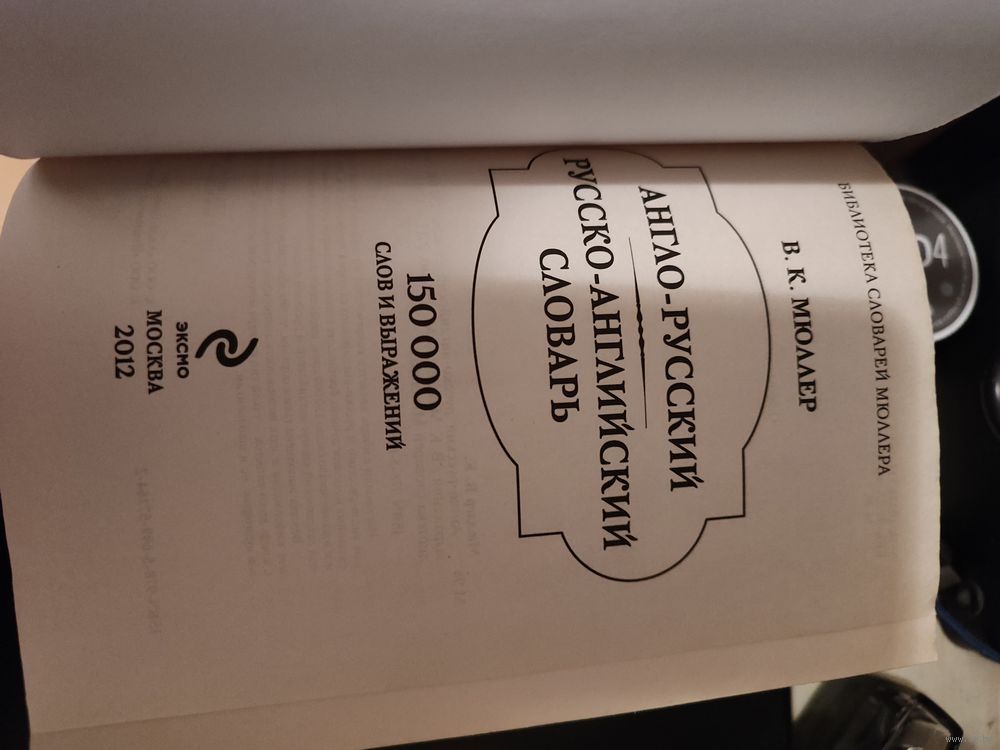 БИБЛИОТЕКА СЛОВАРЕЙ МЮЛЛЕРА
В. К. МЮЛЛЕР
АНГЛО-РУССКИЙ
РУССКО-АНГЛИЙСКИЙ
СЛОВАРЬ
150 000
СЛОВ И ВЫРАЖЕНИЙ
ЭКСМО
МОСКВА
2012